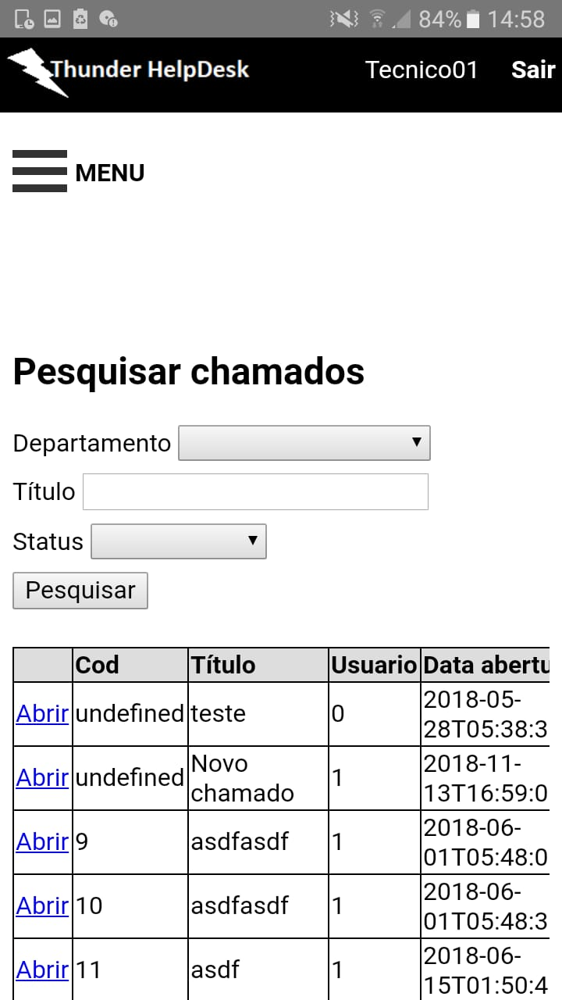 84% 14:58
Thunder HelpDesk Tecnico01 Sair
MENU
Pesquisar chamados
Departamento
Título
Status
Pesquisar
Cod Título Usuario Data abertu
Abrir undefined teste 0 2018-05-
28T05:38:3
Abrir undefined Novo chamado 1 2018-11-
13T16:59:0
Abrir 9 asdfasdf 1 2018-06-
01T05:48:0
Abrir 10 asdfasdf 1 2018-06-
01T05:48:3
Abrir 11 asdf 1 2018-06-
15T01:50:4